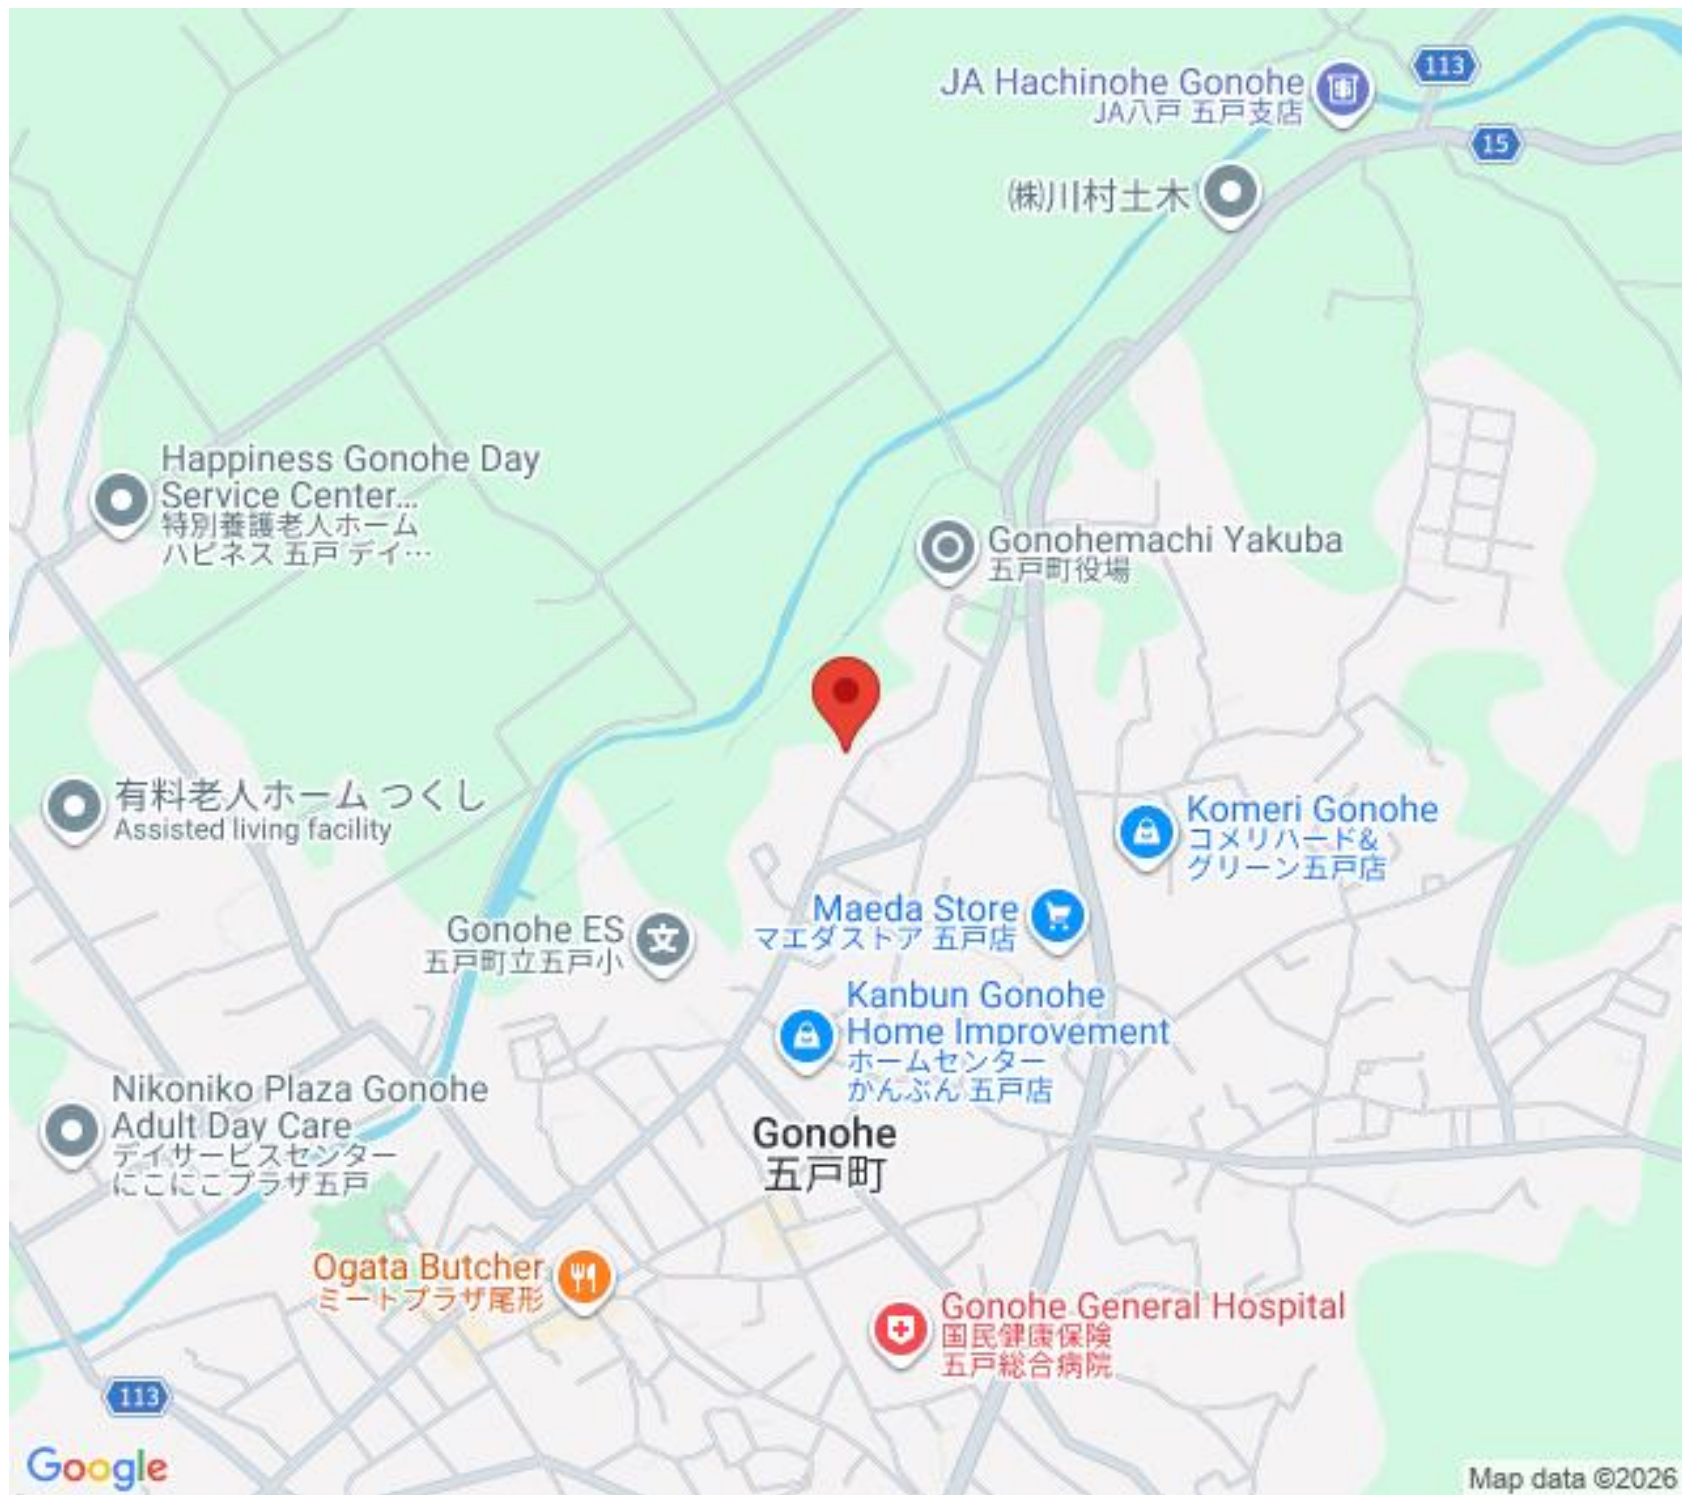 113
JA Hachinohe Gonohe
JA八戸 五戸支店
15
㈱川村土木
Happiness Gonohe Day
Service Center...
特別養護老人ホーム
ハピネス 五戸 デイ…
Gonohemachi Yakuba
五戸町役場
有料老人ホーム つくし
Assisted living facility
Komeri Gonohe
コメリハード&
グリーン五戸店
Maeda Store
マエダストア 五戸店
Gonohe ES
五戸町立五戸小
Kanbun Gonohe
Home Improvement
ホームセンター
かんぶん 五戸店
Nikoniko Plaza Gonohe
Adult Day Care
デイサービスセンター
にこにこプラザ五戸
Gonohe
五戸町
Ogata Butcher
ミートプラザ尾形
Gonohe General Hospital
国民健康保険
五戸総合病院
113
Google
Map data ©2026